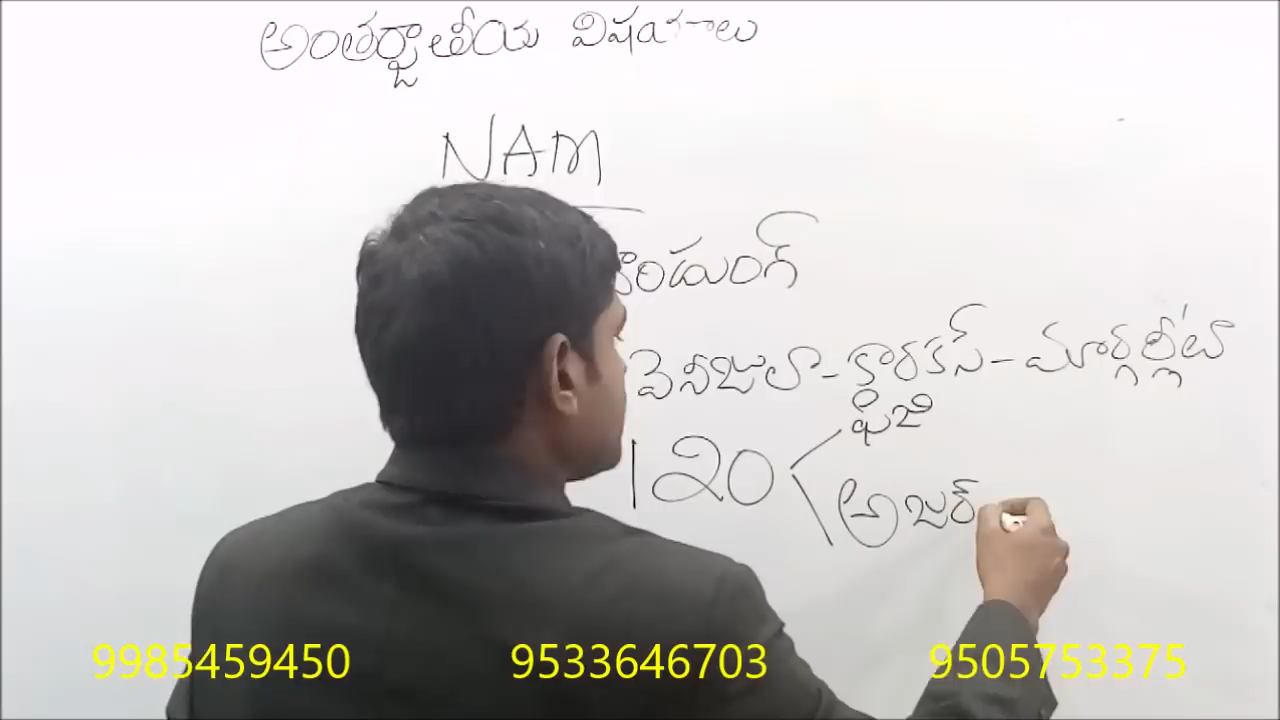 అంతర్జాతీయ విషయాలు
NAM
బాండుంగ్
వెనీజులా - కారకస్ - మార్గరీటా
ఫిజి
120
అజర్
9985459450 9533646703 9505753375